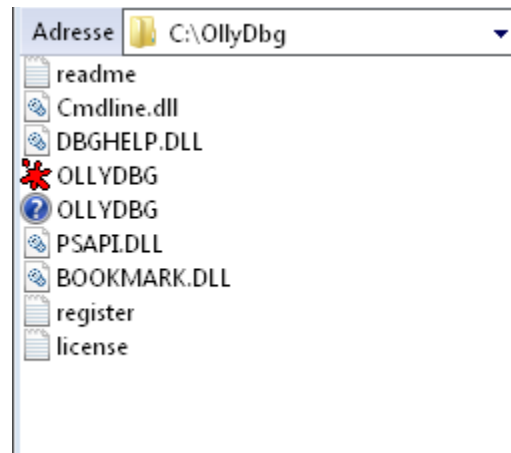 Adresse C:\OllyDbg
readme
Cmdline.dll
DBGHELP.DLL
OLLYDBG
OLLYDBG
PSAPI.DLL
BOOKMARK.DLL
register
license